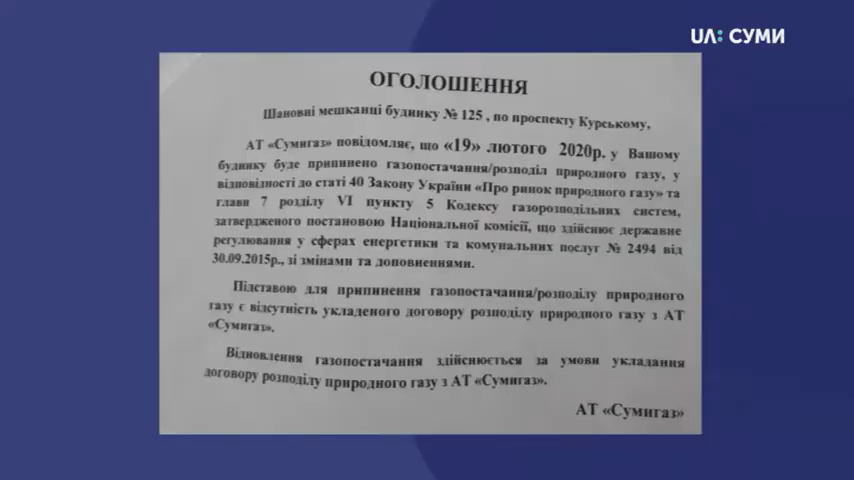 UA: СУМИ
ОГОЛОШЕННЯ
Шановні мешканці будинку № 125 , по проспекту Курському,
АТ «Сумигаз» повідомляє, що «19» лютого 2020р. у Вашому
будинку буде припинено газопостачання/розподіл природного газу, у
відповідності до статі 40 Закону України «Про ринок природного газу» та
глави 7 розділу VI пункту 5 Кодексу газорозподільних систем,
затвердженого постановою Національної комісії, що здійснює державне
регулювання у сферах енергетики та комунальних послуг № 2494 від
30.09.2015р., зі змінами та доповненнями.
Підставою для припинення газопостачання/розподілу природного
газу є відсутність укладеного договору розподілу природного газу з АТ
«Сумигаз».
Відновлення газопостачання здійснюється за умови укладання
договору розподілу природного газу з АТ «Сумигаз».
АТ «Сумигаз»